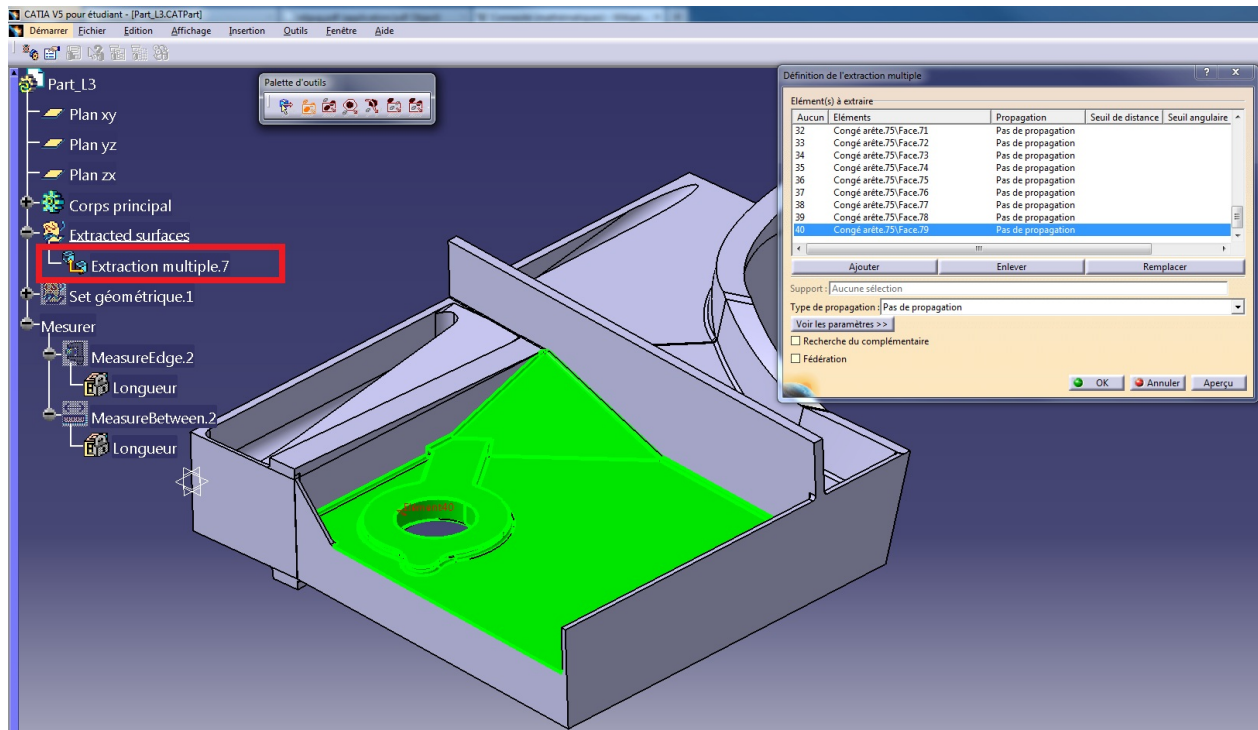 CATIA V5 pour étudiant - [Part_L3.CATPart]
Démarrer Fichier Edition Affichage Insertion Outils Fenêtre Aide
Part_L3
Plan xy
Plan yz
Plan zx
Corps principal
Extracted surfaces
Extraction multiple.7
Set géométrique.1
Mesurer
MeasureEdge.2
Longueur
MeasureBetween.2
Longueur
Palette d'outils
Définition de l'extraction multiple
Elément(s) à extraire
Aucun Eléments Propagation Seuil de distance Seuil angulaire
32 Congé arête.75\Face.71 Pas de propagation
33 Congé arête.75\Face.72 Pas de propagation
34 Congé arête.75\Face.73 Pas de propagation
35 Congé arête.75\Face.74 Pas de propagation
36 Congé arête.75\Face.75 Pas de propagation
37 Congé arête.75\Face.76 Pas de propagation
38 Congé arête.75\Face.77 Pas de propagation
39 Congé arête.75\Face.78 Pas de propagation
40 Congé arête.75\Face.79 Pas de propagation
Ajouter Enlever Remplacer
Support : Aucune sélection
Type de propagation : Pas de propagation
Voir les paramètres >>
Recherche du complémentaire
Fédération
OK Annuler Aperçu